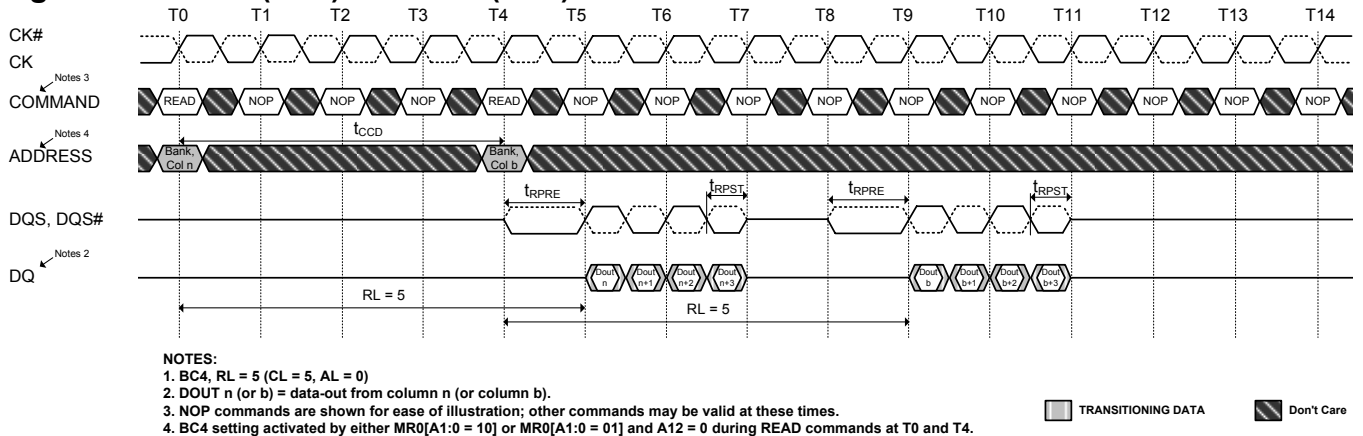 T0 T1 T2 T3 T4 T5 T6 T7 T8 T9 T10 T11 T12 T13 T14
CK#
CK
Notes 3
COMMAND READ NOP NOP NOP READ NOP NOP NOP NOP NOP NOP NOP NOP NOP NOP
tCCD
Notes 4
ADDRESS Bank, Col n Bank, Col b
tRPRE tRPST tRPRE tRPST
DQS, DQS#
Notes 2
DQ Dout n Dout n+1 Dout n+2 Dout n+3 Dout b Dout b+1 Dout b+2 Dout b+3
RL = 5
RL = 5
NOTES:
1. BC4, RL = 5 (CL = 5, AL = 0)
2. DOUT n (or b) = data-out from column n (or column b).
3. NOP commands are shown for ease of illustration; other commands may be valid at these times.
4. BC4 setting activated by either MR0[A1:0 = 10] or MR0[A1:0 = 01] and A12 = 0 during READ commands at T0 and T4.
TRANSITIONING DATA Don't Care